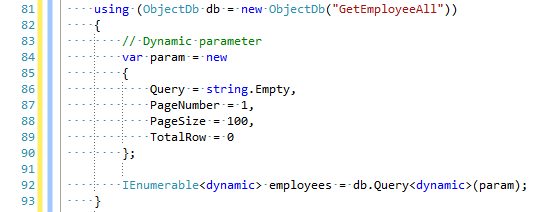 81 using (ObjectDb db = new ObjectDb("GetEmployeeAll"))
82 {
83 // Dynamic parameter
84 var param = new
85 {
86 Query = string.Empty,
87 PageNumber = 1,
88 PageSize = 100,
89 TotalRow = 0
90 };
91
92 IEnumerable<dynamic> employees = db.Query<dynamic>(param);
93 }